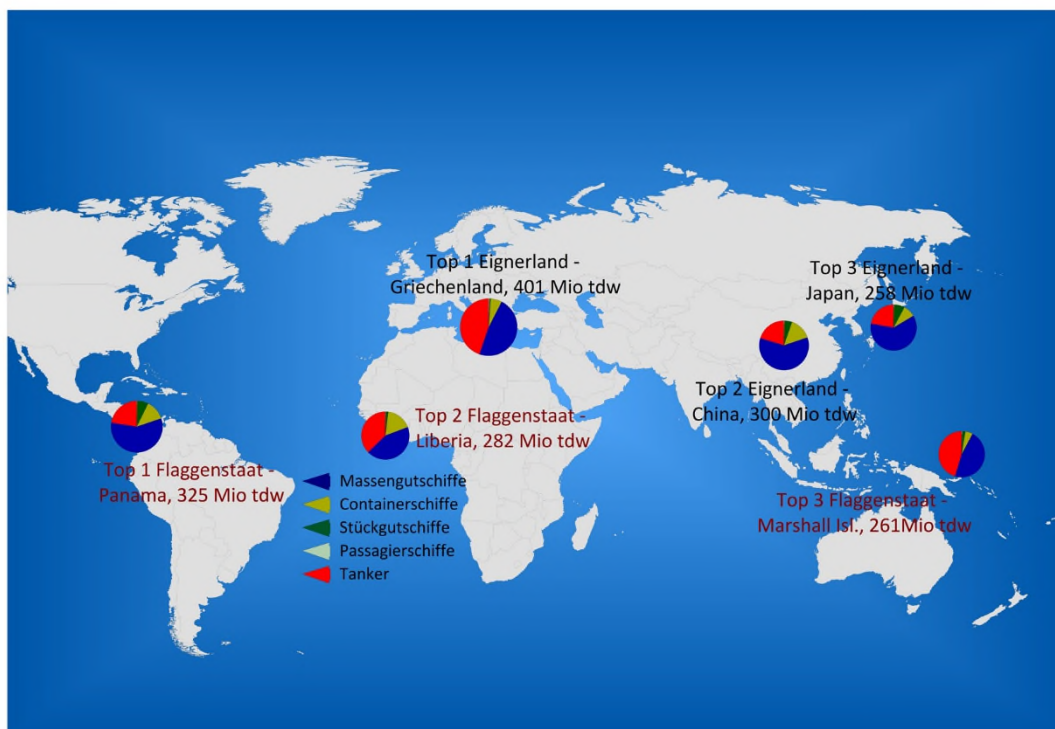 Top 1 Eignerland -
Griechenland, 401 Mio tdw
Top 3 Eignerland -
Japan, 258 Mio tdw
Top 2 Eignerland -
China, 300 Mio tdw
Top 2 Flaggenstaat -
Liberia, 282 Mio tdw
Top 1 Flaggenstaat -
Panama, 325 Mio tdw
Top 3 Flaggenstaat -
Marshall Isl., 261Mio tdw
Massengutschiffe
Containerschiffe
Stückgutschiffe
Passagierschiffe
Tanker